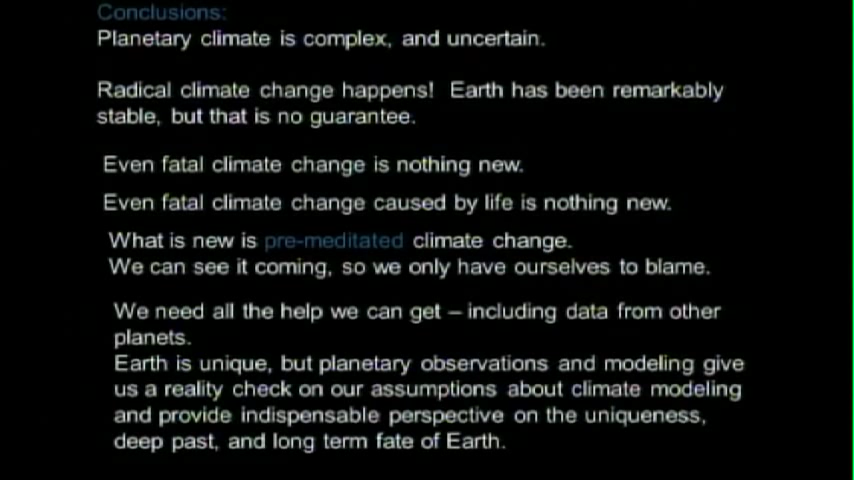 Conclusions:
Planetary climate is complex, and uncertain.
Radical climate change happens! Earth has been remarkably
stable, but that is no guarantee.
Even fatal climate change is nothing new.
Even fatal climate change caused by life is nothing new.
What is new is pre-meditated climate change.
We can see it coming, so we only have ourselves to blame.
We need all the help we can get – including data from other
planets.
Earth is unique, but planetary observations and modeling give
us a reality check on our assumptions about climate modeling
and provide indispensable perspective on the uniqueness,
deep past, and long term fate of Earth.